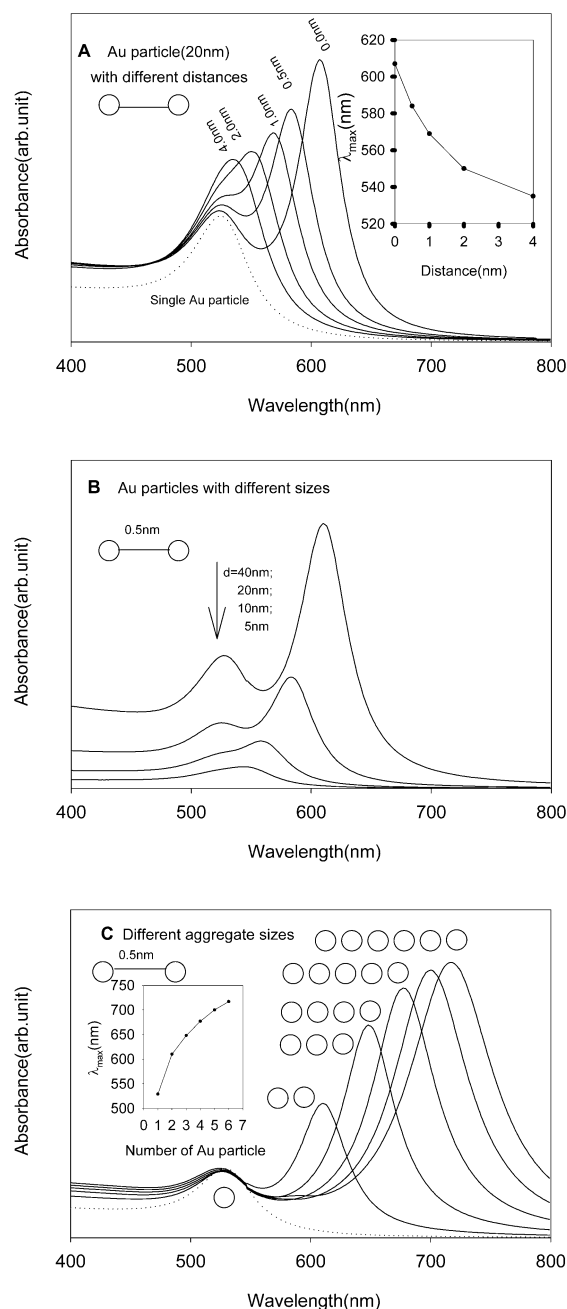 A Au particle(20nm)
with different distances
4.0nm
2.0nm
1.0nm
0.5nm
0.0nm
Single Au particle
Absorbance(arb.unit)
400 500 600 700 800
Wavelength(nm)
620
600
580
560
540
520
λmax(nm)
0 1 2 3 4
Distance(nm)
B Au particles with different sizes
0.5nm
d=40nm;
20nm;
10nm;
5nm
Absorbance(arb.unit)
400 500 600 700 800
Wavelength(nm)
C Different aggregate sizes
0.5nm
750
700
650
600
550
500
λmax(nm)
0 1 2 3 4 5 6 7
Number of Au particle
Absorbance(arb.unit)
400 500 600 700 800
Wavelength(nm)